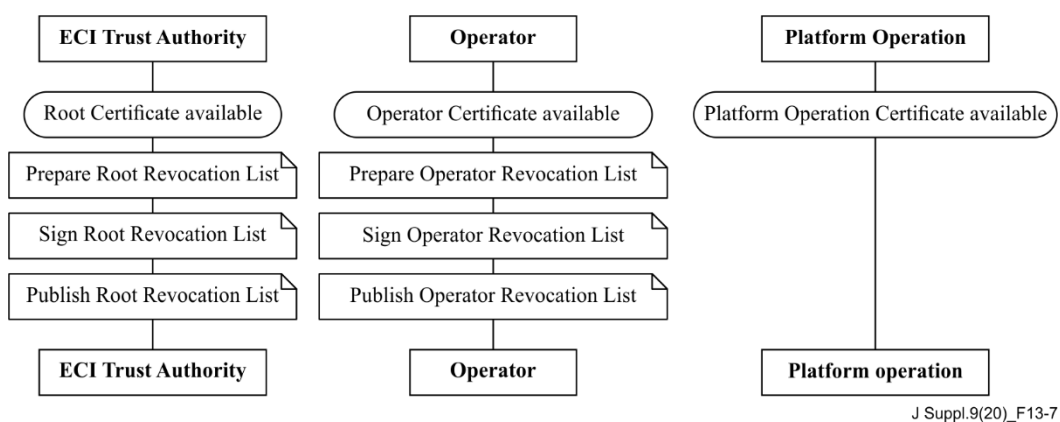 ECI Trust Authority
Operator
Platform Operation
Root Certificate available
Operator Certificate available
Platform Operation Certificate available
Prepare Root Revocation List
Prepare Operator Revocation List
Sign Root Revocation List
Sign Operator Revocation List
Publish Root Revocation List
Publish Operator Revocation List
ECI Trust Authority
Operator
Platform operation
J Suppl.9(20)_F13-7